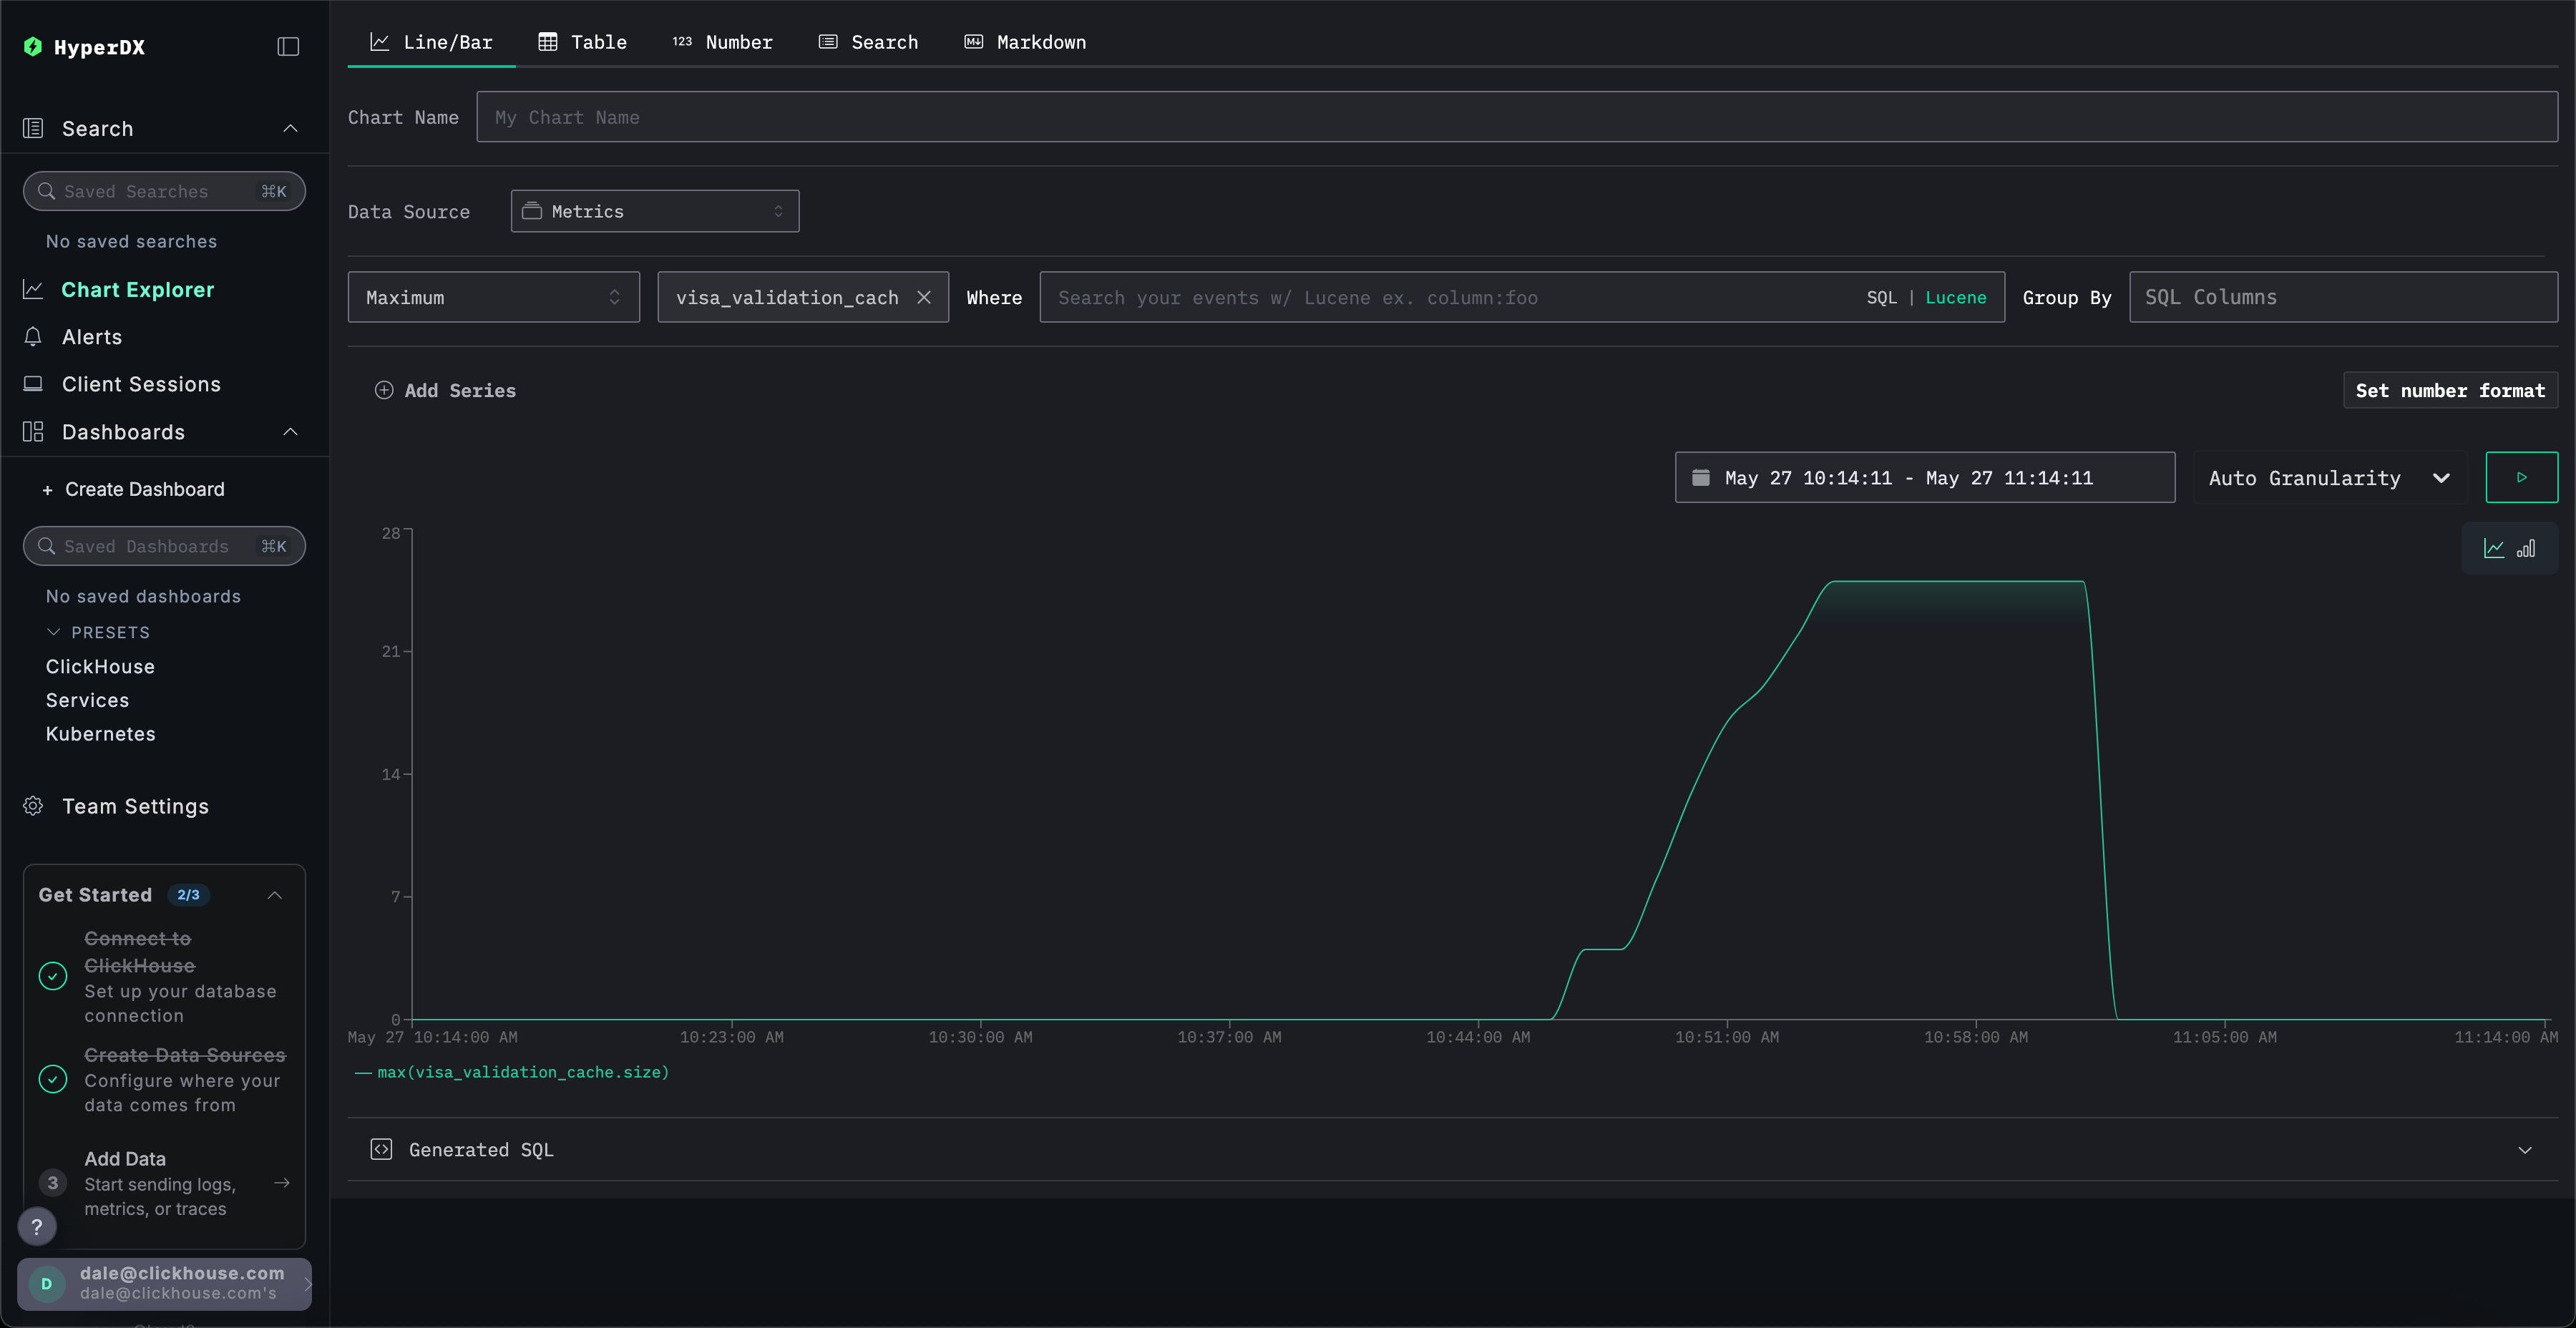 HyperDX
Search
Saved Searches ⌘K
No saved searches
Chart Explorer
Alerts
Client Sessions
Dashboards
+ Create Dashboard
Saved Dashboards ⌘K
No saved dashboards
PRESETS
ClickHouse
Services
Kubernetes
Team Settings
Get Started 2/3
Connect to
ClickHouse
Set up your database
connection
Create Data Sources
Configure where your
data comes from
3
Add Data
Start sending logs,
metrics, or traces
?
D
dale@clickhouse.com
dale@clickhouse.com's
Line/Bar
Table
123 Number
Search
Markdown
Chart Name My Chart Name
Data Source Metrics
Maximum visa_validation_cach Where Search your events w/ Lucene ex. column:foo SQL | Lucene Group By SQL Columns
Add Series
Set number format
May 27 10:14:11 - May 27 11:14:11 Auto Granularity
28
21
14
7
0
May 27 10:14:00 AM 10:23:00 AM 10:30:00 AM 10:37:00 AM 10:44:00 AM 10:51:00 AM 10:58:00 AM 11:05:00 AM 11:14:00 AM
max(visa_validation_cache.size)
Generated SQL